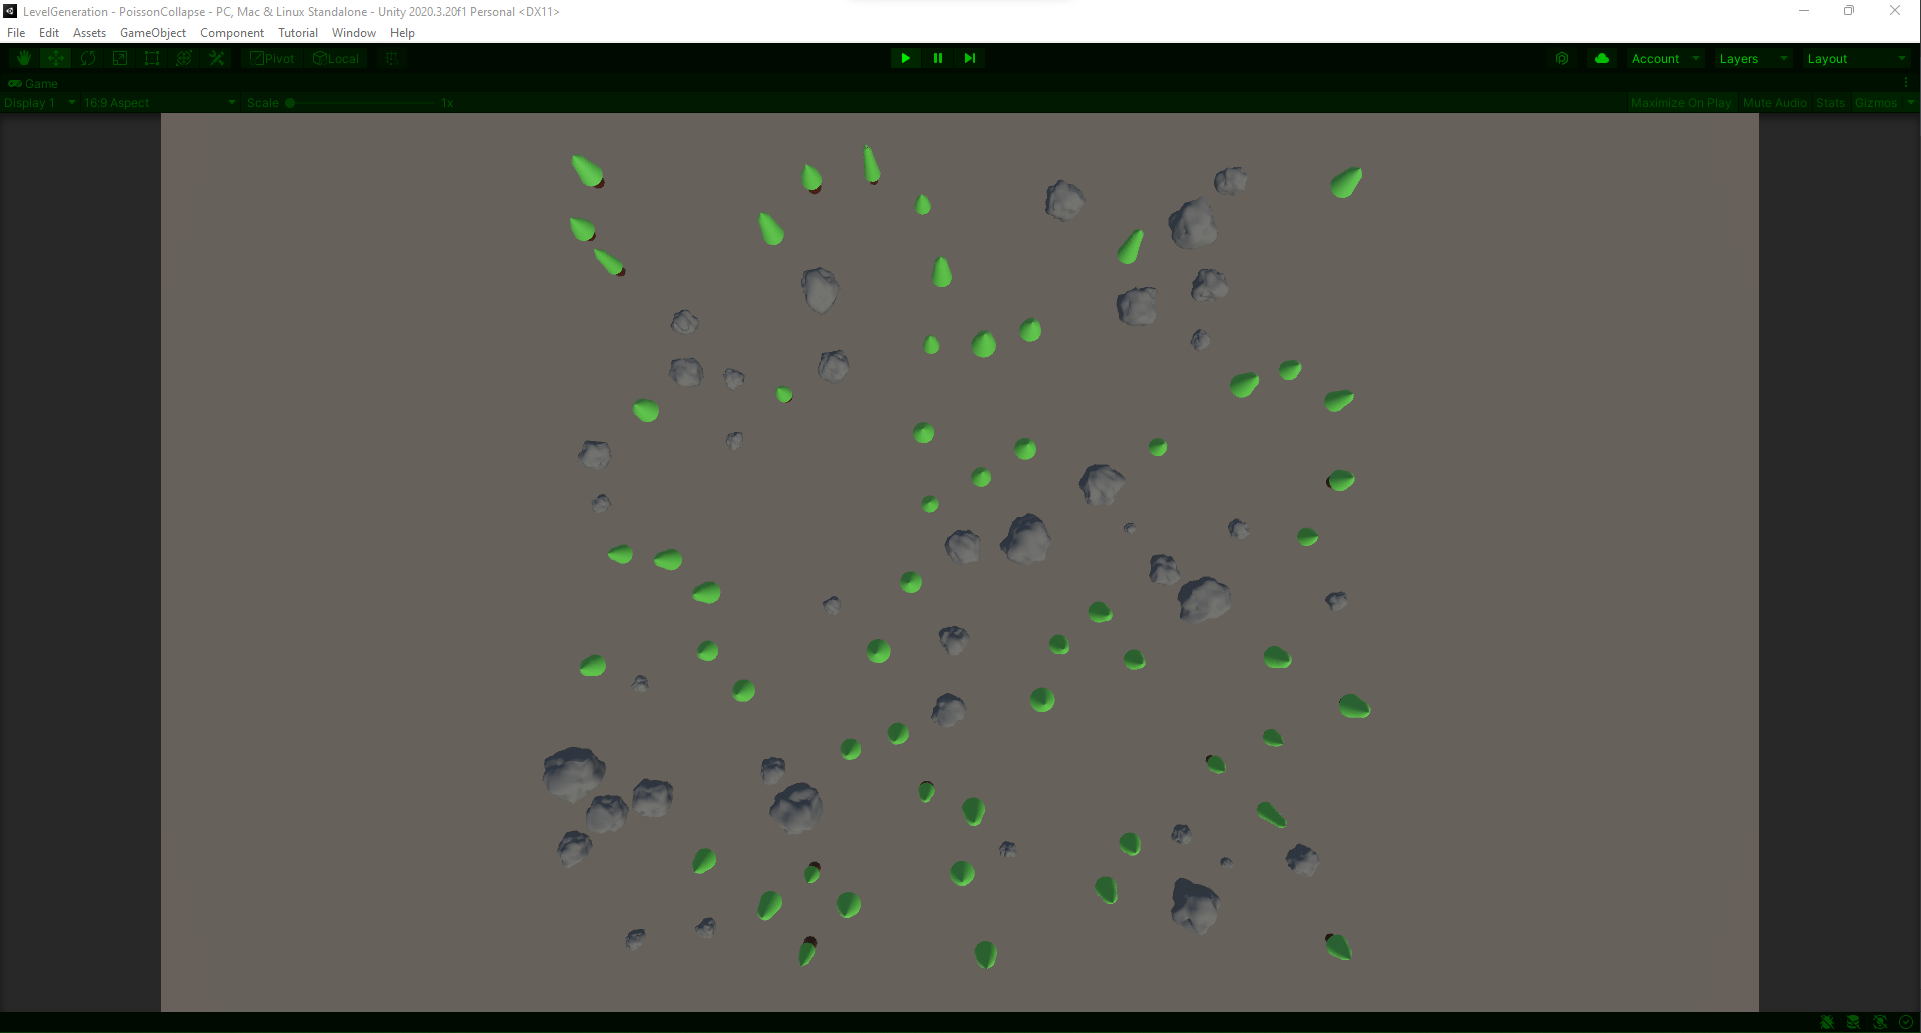 LevelGeneration - PoissonCollapse - PC, Mac & Linux Standalone - Unity 2020.3.20f1 Personal <DX11>
File Edit Assets GameObject Component Tutorial Window Help
Pivot Local Account Layers Layout
Game
Display 1 16:9 Aspect Scale 1x Maximize On Play Mute Audio Stats Gizmos